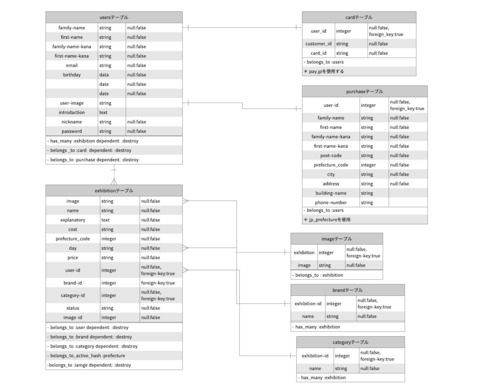 usersテーブル
family-name string null:false
first-name string null:false
family-name-kana string null:false
first-name-kana string null:false
email string null:false
birthday data null:false
date null:false
date null:false
user-image string
introdaction text
nickname string null:false
password string null:false
- has_many :exhibition dependent: :destroy
- belongs _to :card dependent: :destroy
- belongs_to :purchase dependent: :destroy
exhibitionテーブル
image string null:false
name string null:false
explanatory text null:false
cost string null:false
prefecture_code integer null:false
day string null:false
price string null:false
user-id integer null:false,
foreign-key:true
brand-id integer null:false
category-id integer null:false,
foreign-key:true
status string null:false
image-id integer null:false
- belongs_to :user dependent: :destroy
- belongs_to :brand dependent: :destroy
- belongs_to :category dependent: :destroy
- belongs_to_active_hash :prefecture
- belongs_to :iamge dependent: :destroy
cardテーブル
user_id integer null:false,
foreign_key:true
customer_id string null:false
card_id string null:false
- belongs_to :users
※ pay.jpを使用する
purchaseテーブル
user-id integer null:false,
foreign-key:true
family-name string null:false
first-name string null:false
family-name-kana string null:false
first-name-kana string null:false
post-code string null:false
prefecture_code integer null:false
city string null:false
address string null:false
building-name string
phone-number string
- belongs_to :users
※ jp_prefectureを使用
imageテーブル
exhibition integer null:false,
foreign-key:true
image string null:false
- belongs_to : exhibition
brandテーブル
exhibition-id integer null:false,
foreign-key:true
name string null:false
- has_many :exhibition
categoryテーブル
exhibition-id integer null:false,
foreign-key:true
name string null:false
- has_many :exhibition